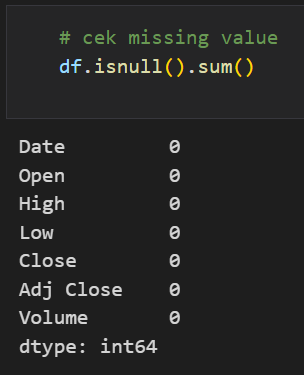 # cek missing value
df.isnull().sum()
Date 0
Open 0
High 0
Low 0
Close 0
Adj Close 0
Volume 0
dtype: int64